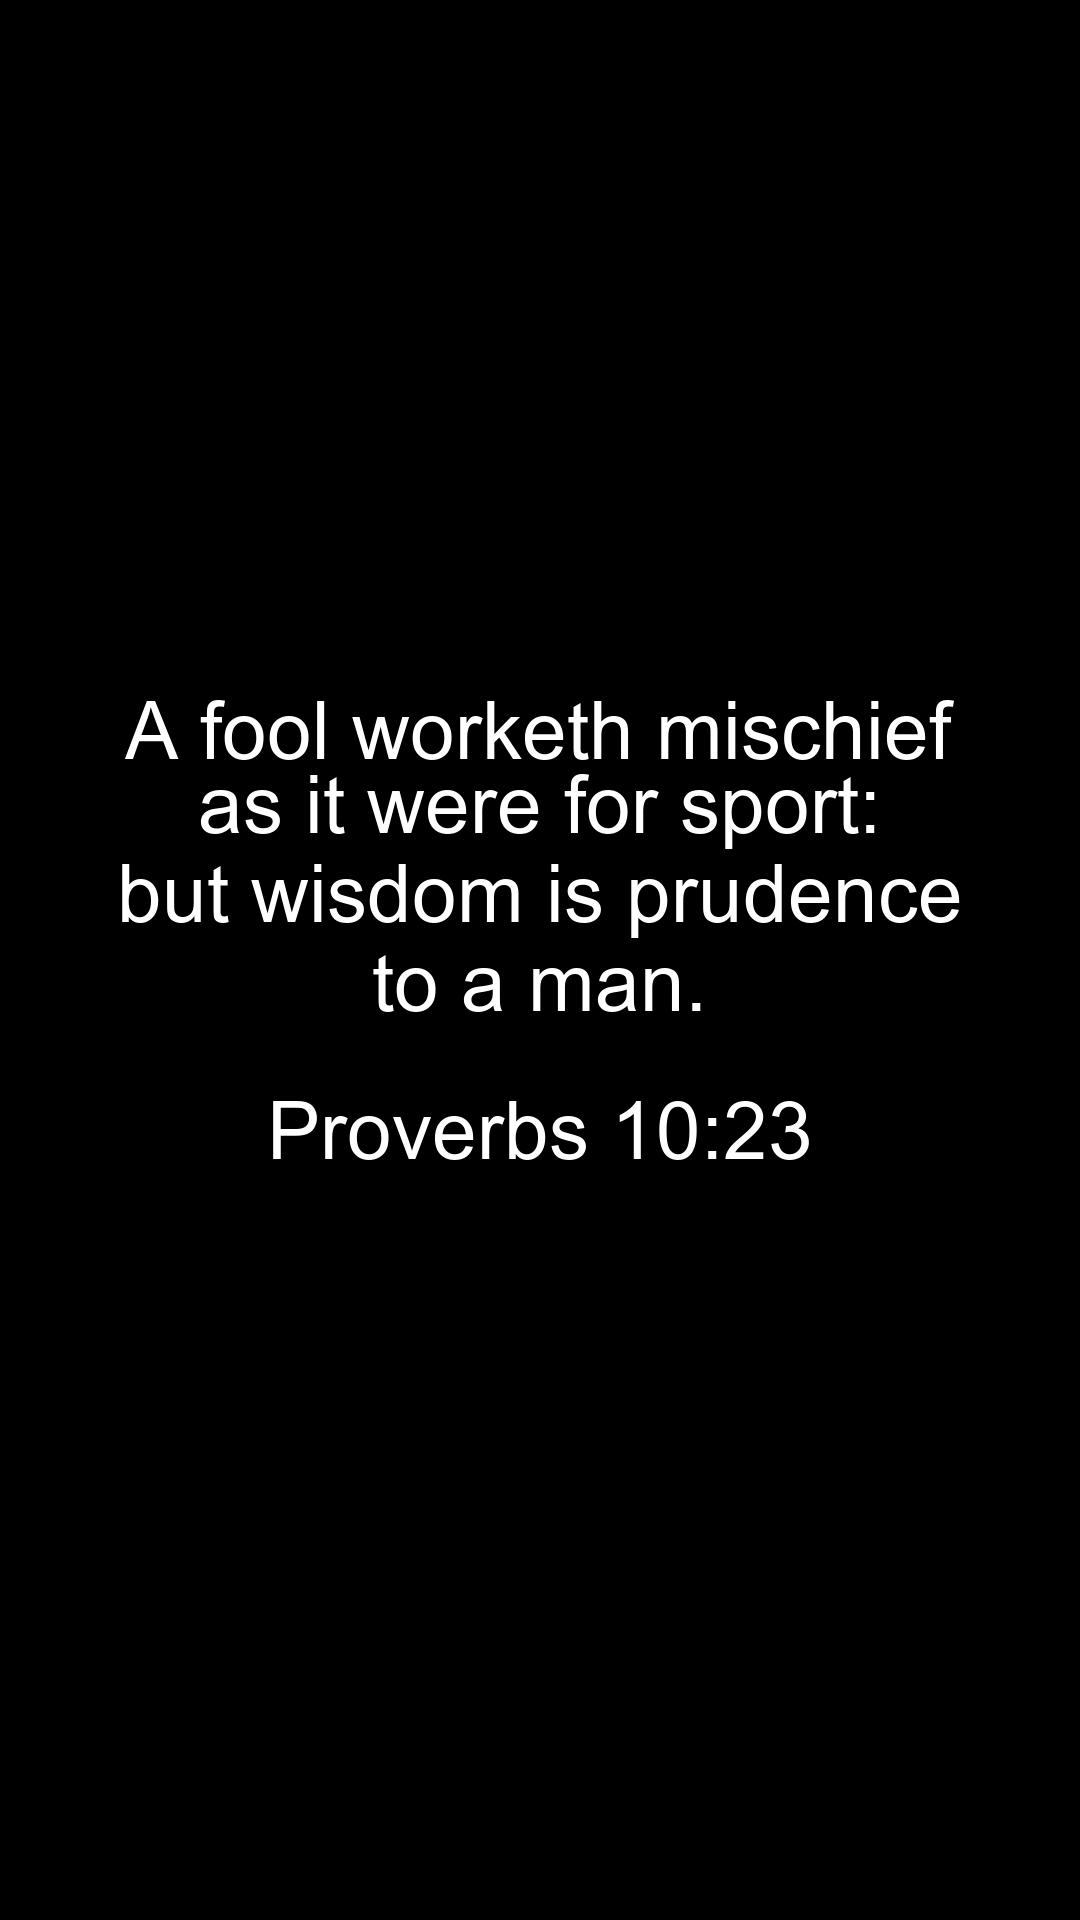 A fool worketh mischief
as it were for sport:
but wisdom is prudence
to a man.
Proverbs 10:23